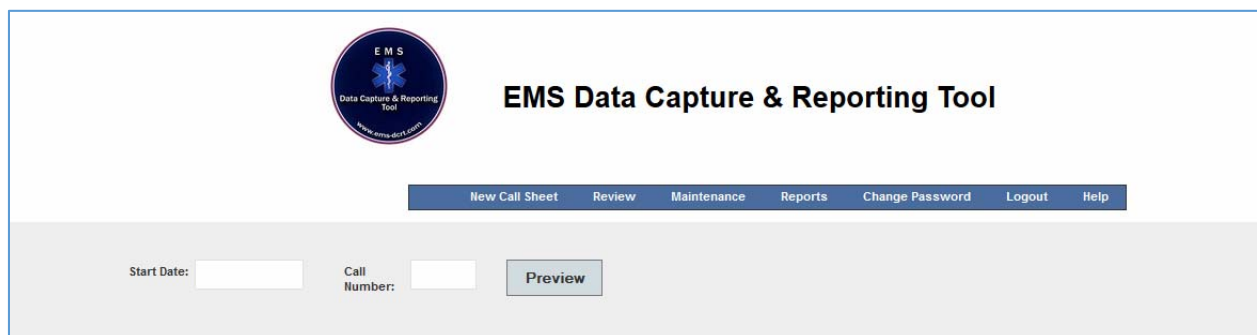 EMS
Data Capture & Reporting
Tool
www.ems-dcrt.com
EMS Data Capture & Reporting Tool
New Call Sheet Review Maintenance Reports Change Password Logout Help
Start Date:
Call
Number:
Preview